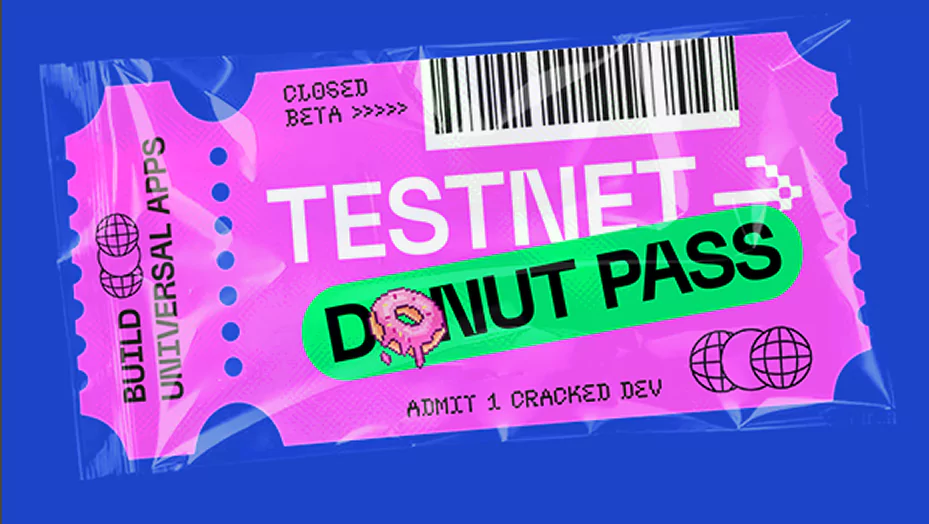 CLOSED
BETA >>>>>
TESTNET
DONUT PASS
ADMIT 1 CRACKED DEV
BUILD
UNIVERSAL APPS